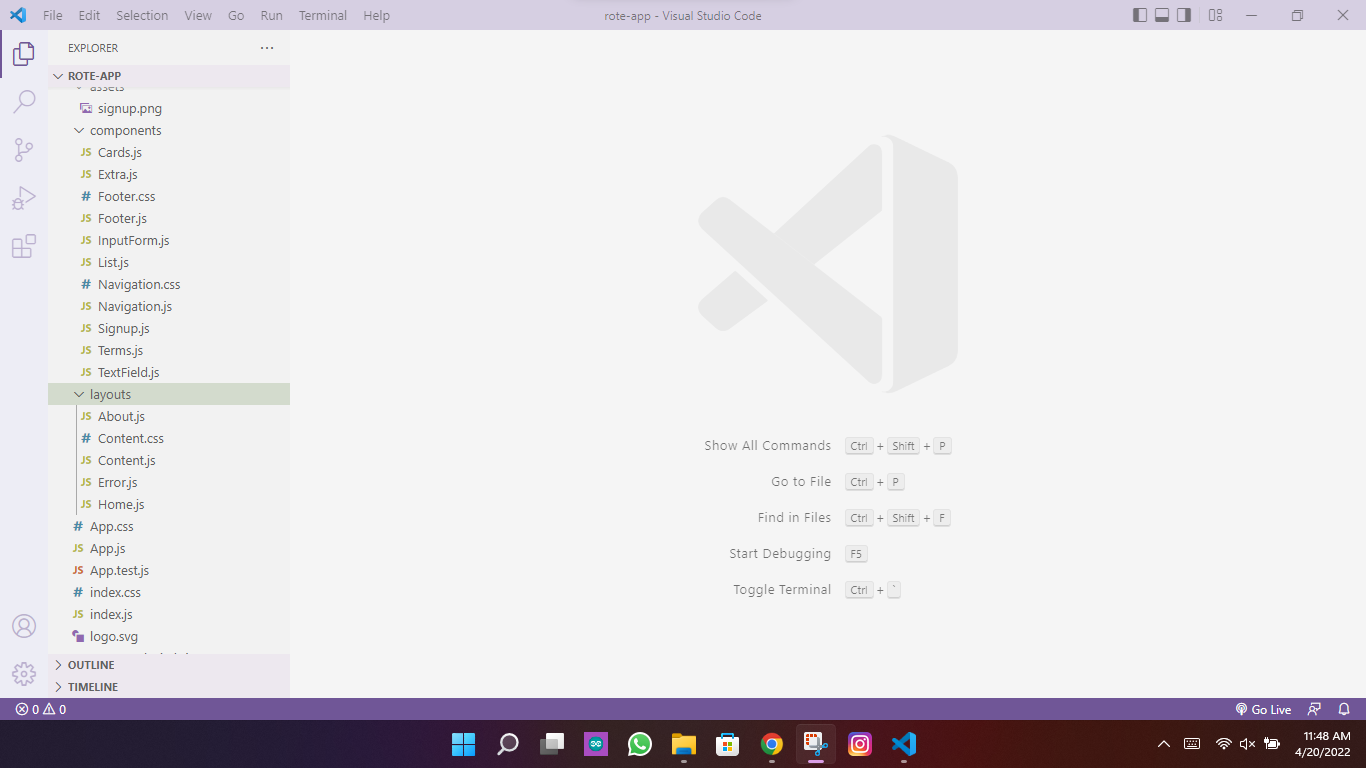 File Edit Selection View Go Run Terminal Help
rote-app - Visual Studio Code
EXPLORER
ROTE-APP
assets
signup.png
components
JS Cards.js
JS Extra.js
# Footer.css
JS Footer.js
JS InputForm.js
JS List.js
# Navigation.css
JS Navigation.js
JS Signup.js
JS Terms.js
JS TextField.js
layouts
JS About.js
# Content.css
JS Content.js
JS Error.js
JS Home.js
# App.css
JS App.js
JS App.test.js
# index.css
JS index.js
logo.svg
OUTLINE
TIMELINE
Show All Commands Ctrl + Shift + P
Go to File Ctrl + P
Find in Files Ctrl + Shift + F
Start Debugging F5
Toggle Terminal Ctrl + `
0 0
Go Live
11:48 AM
4/20/2022